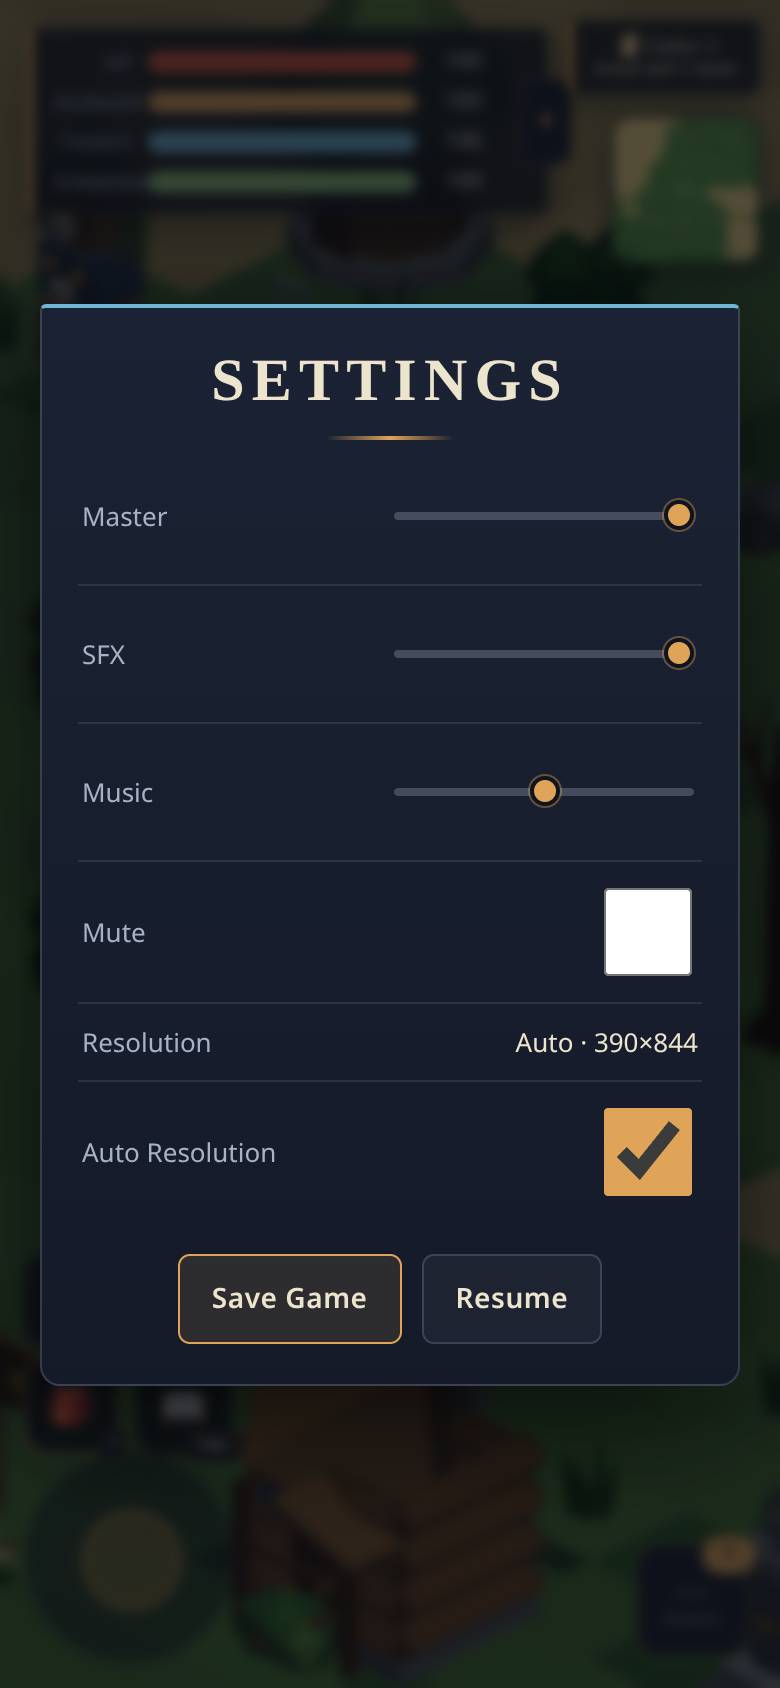 SETTINGS
Master
SFX
Music
Mute
Resolution Auto · 390×844
Auto Resolution
Save Game Resume